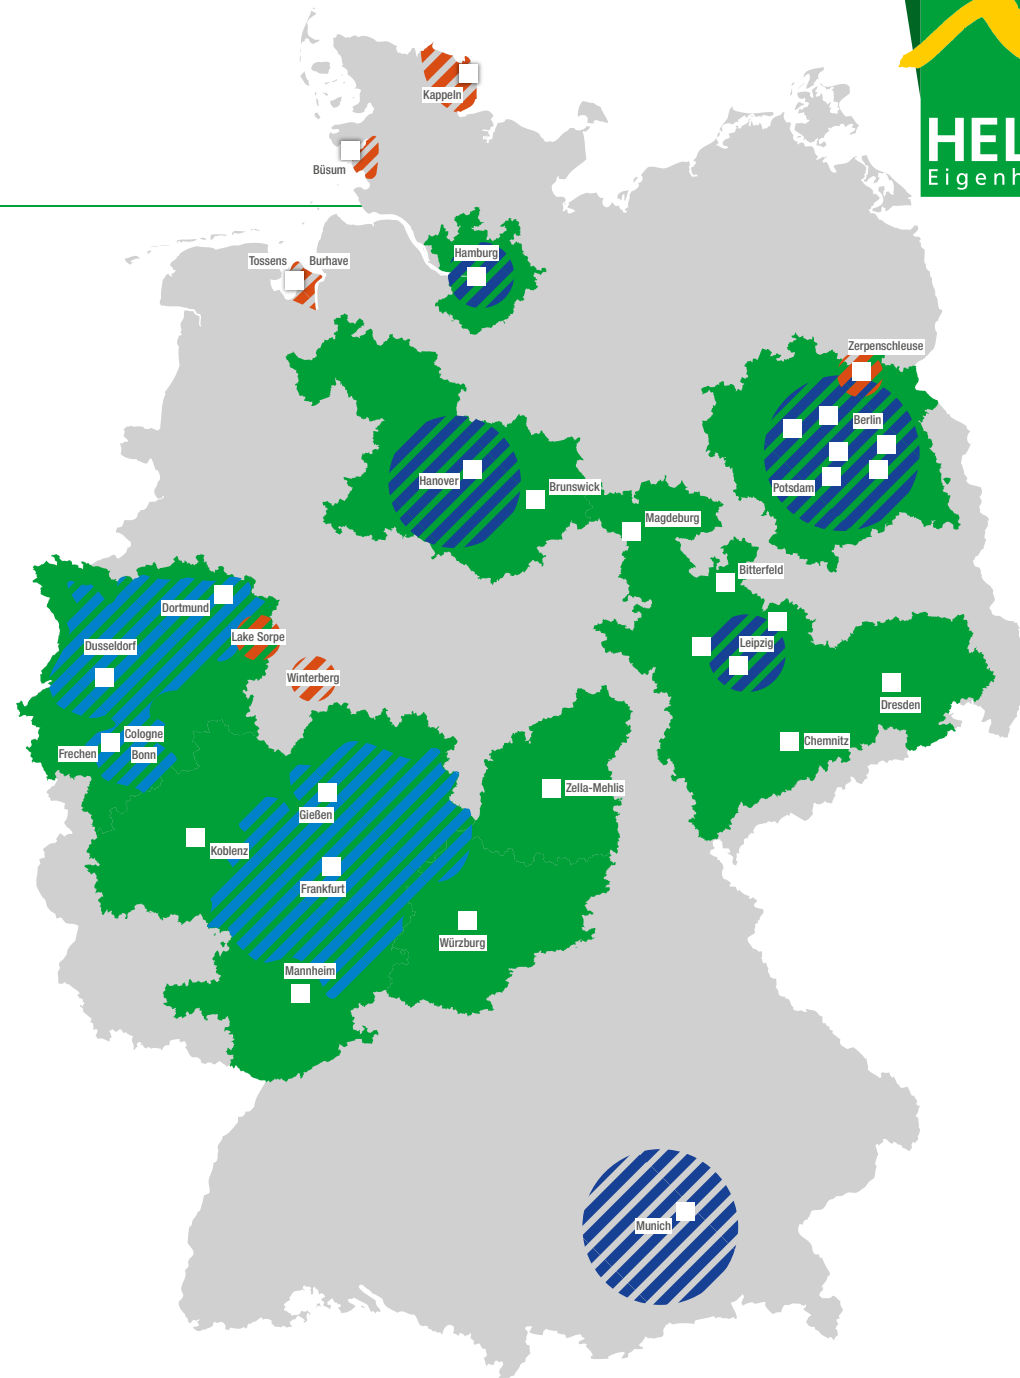 HEL
Eigenh
Kappeln
Büsum
Tossens
Burhave
Hamburg
Zerpenschleuse
Berlin
Hanover
Brunswick
Potsdam
Magdeburg
Bitterfeld
Dortmund
Lake Sorpe
Dusseldorf
Leipzig
Winterberg
Dresden
Cologne
Chemnitz
Frechen
Bonn
Zella-Mehlis
Gießen
Koblenz
Frankfurt
Würzburg
Mannheim
Munich